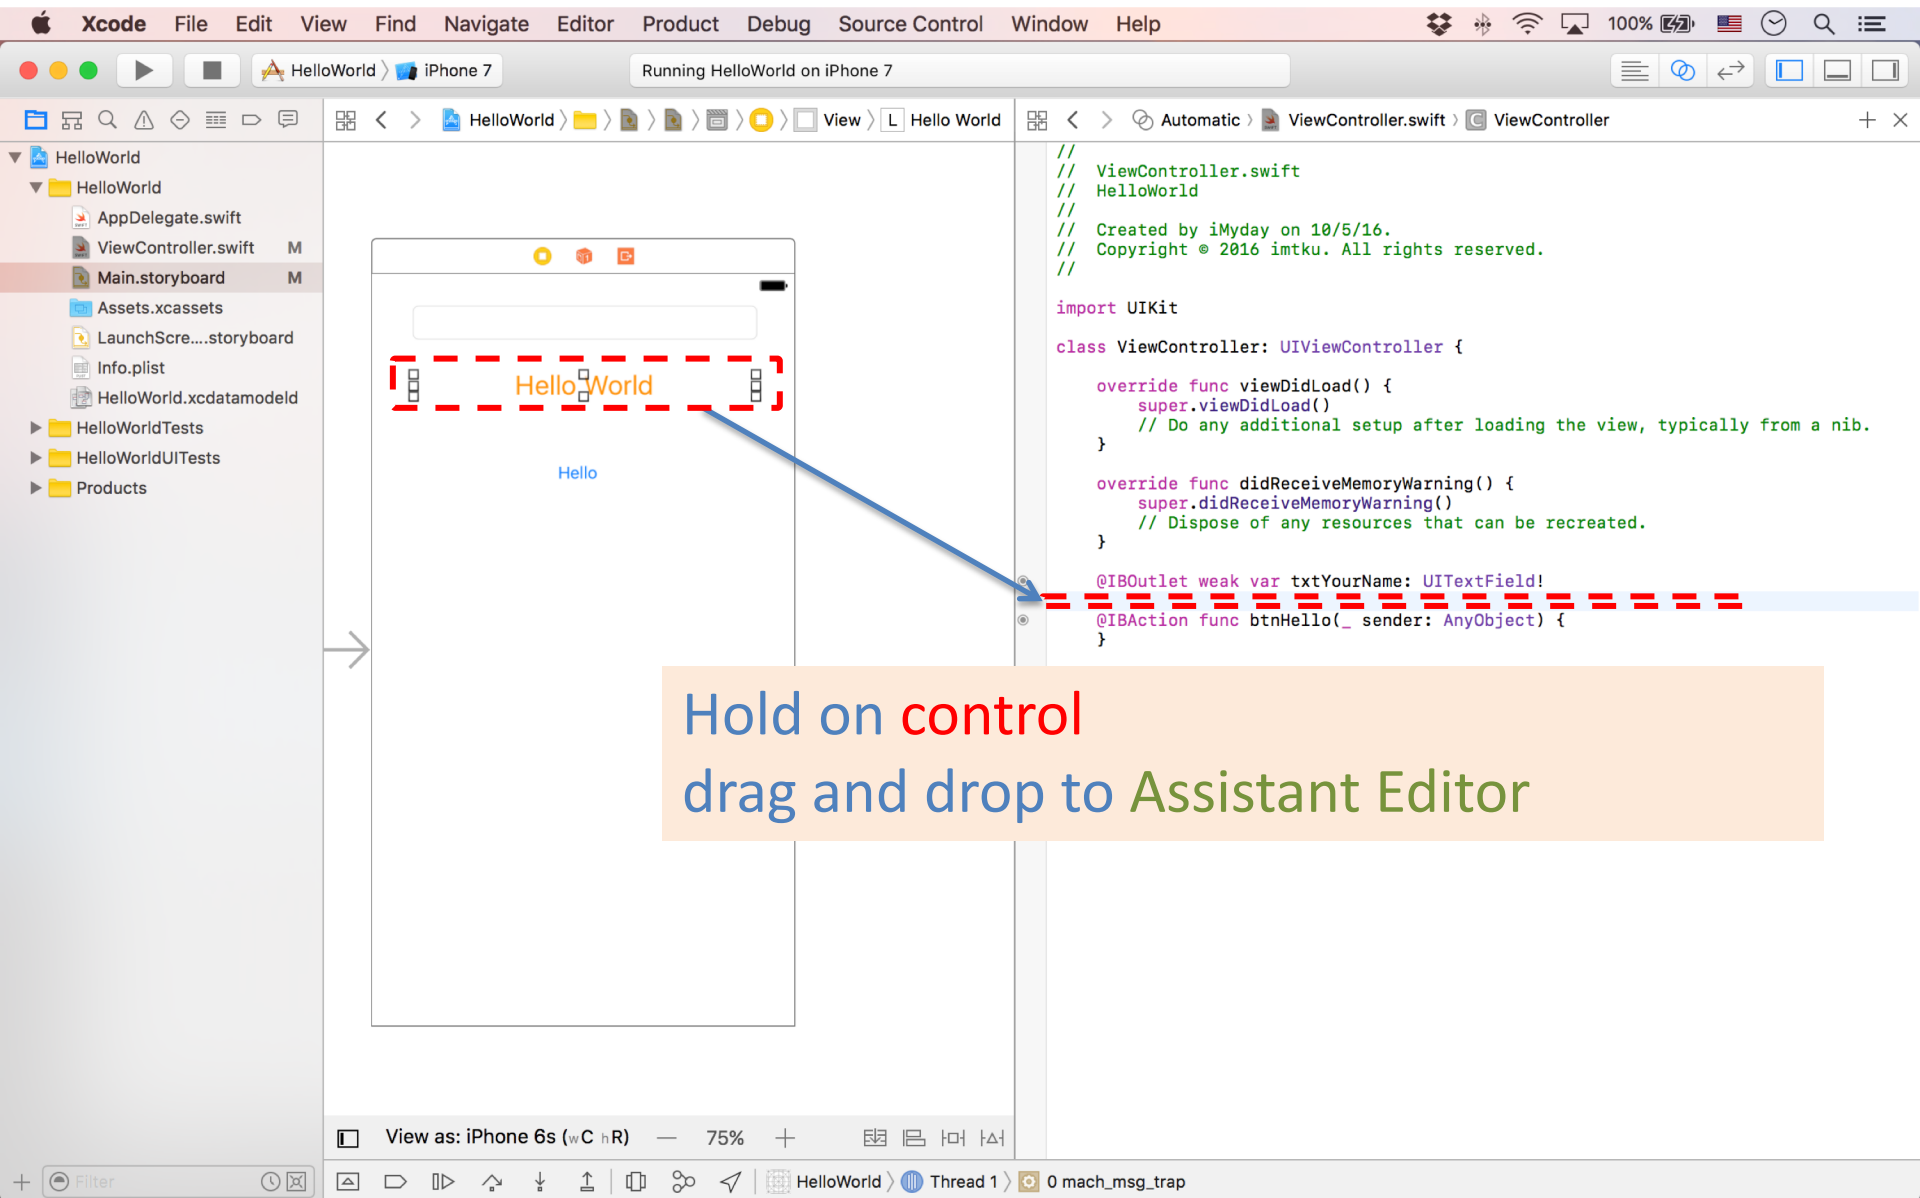 Xcode File Edit View Find Navigate Editor Product Debug Source Control Window Help 100%
HelloWorld iPhone 7 Running HelloWorld on iPhone 7
HelloWorld View L Hello World Automatic ViewController.swift C ViewController
HelloWorld
HelloWorld
AppDelegate.swift
ViewController.swift M
Main.storyboard M
Assets.xcassets
LaunchScre....storyboard
Info.plist
HelloWorld.xcdatamodeld
HelloWorldTests
HelloWorldUITests
Products
Hello World
Hello
//
// ViewController.swift
// HelloWorld
//
// Created by iMyday on 10/5/16.
// Copyright © 2016 imtku. All rights reserved.
//
import UIKit
class ViewController: UIViewController {
override func viewDidLoad() {
super.viewDidLoad()
// Do any additional setup after loading the view, typically from a nib.
}
override func didReceiveMemoryWarning() {
super.didReceiveMemoryWarning()
// Dispose of any resources that can be recreated.
}
@IBOutlet weak var txtYourName: UITextField!
@IBAction func btnHello(_ sender: AnyObject) {
}
Hold on control
drag and drop to Assistant Editor
View as: iPhone 6s (wC hR) — 75% +
Filter
HelloWorld Thread 1 0 mach_msg_trap